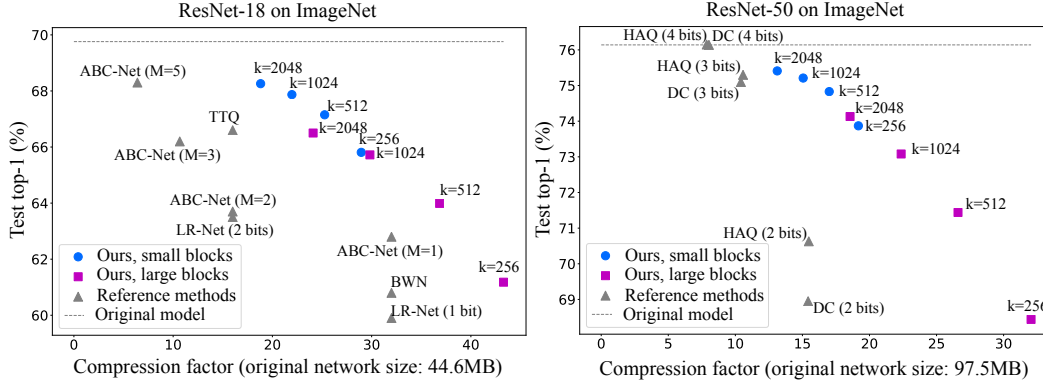 ResNet-18 on ImageNet
Test top-1 (%)
70
68
66
64
62
60
ABC-Net (M=5)
k=2048
k=1024
TTQ
k=512
k=2048
ABC-Net (M=3)
k=256
k=1024
ABC-Net (M=2)
k=512
LR-Net (2 bits)
ABC-Net (M=1)
k=256
BWN
LR-Net (1 bit)
Ours, small blocks
Ours, large blocks
Reference methods
Original model
0
10
20
30
40
Compression factor (original network size: 44.6MB)
ResNet-50 on ImageNet
Test top-1 (%)
76
75
74
73
72
71
70
69
HAQ (4 bits)
DC (4 bits)
k=2048
HAQ (3 bits)
k=1024
DC (3 bits)
k=512
k=2048
k=256
k=1024
k=512
HAQ (2 bits)
DC (2 bits)
k=256
Ours, small blocks
Ours, large blocks
Reference methods
Original model
0
5
10
15
20
25
30
Compression factor (original network size: 97.5MB)